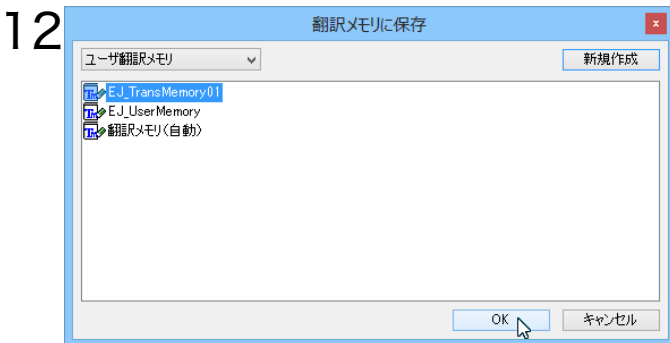 12
翻訳メモリに保存
x
ユーザ翻訳メモリ
新規作成
EJ_TransMemory01
EJ_UserMemory
翻訳メモリ(自動)
OK
キャンセル